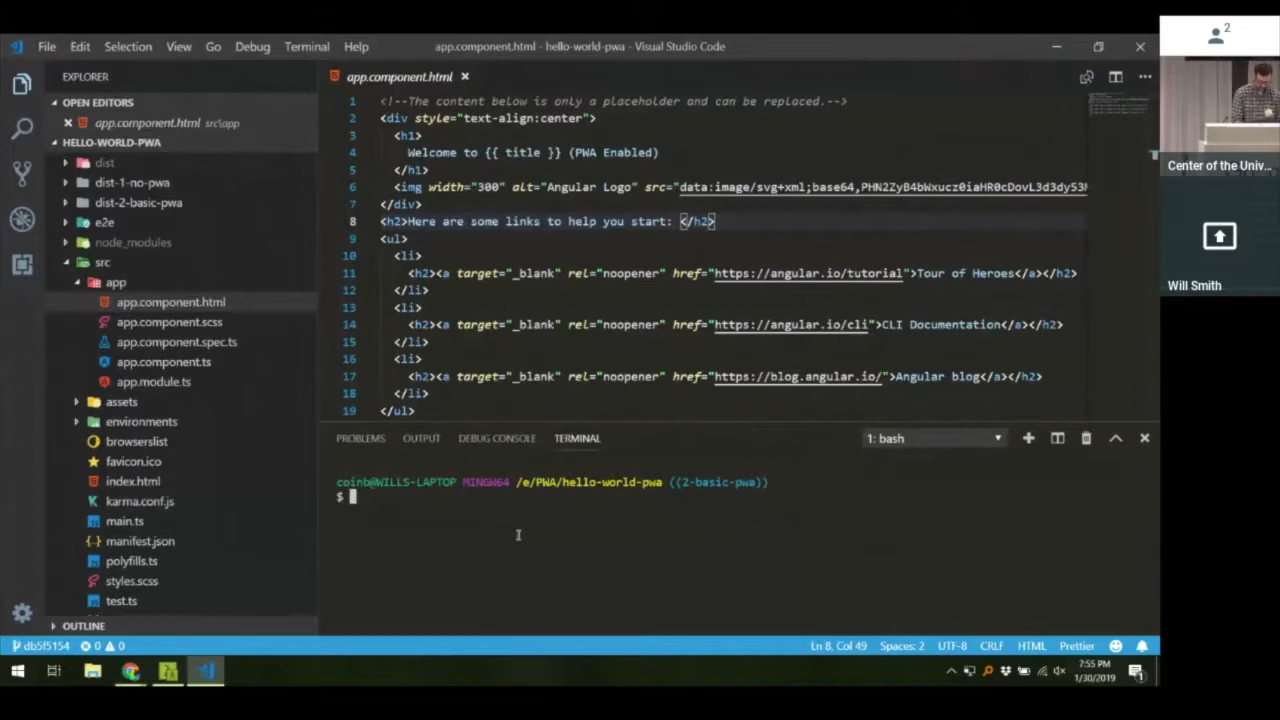 File Edit Selection View Go Debug Terminal Help app.component.html - hello-world-pwa - Visual Studio Code
2
EXPLORER
OPEN EDITORS
app.component.html src\app
HELLO-WORLD-PWA
dist
dist-1-no-pwa
dist-2-basic-pwa
e2e
node_modules
src
app
app.component.html
app.component.scss
app.component.spec.ts
app.component.ts
app.module.ts
assets
environments
browserslist
favicon.ico
index.html
karma.conf.js
main.ts
manifest.json
polyfills.ts
styles.scss
test.ts
OUTLINE
app.component.html
1 <!--The content below is only a placeholder and can be replaced.-->
2 <div style="text-align:center">
3 <h1>
4 Welcome to {{ title }} (PWA Enabled)
5 </h1>
6 <img width="300" alt="Angular Logo" src="data:image/svg+xml;base64,
7 </div>
8 <h2>Here are some links to help you start: </h2>
9 <ul>
10 <li>
11 <h2><a target="_blank" rel="noopener" href="https://angular.io/tutorial">Tour of Heroes</a></h2>
12 </li>
13 <li>
14 <h2><a target="_blank" rel="noopener" href="https://angular.io/cli">CLI Documentation</a></h2>
15 </li>
16 <li>
17 <h2><a target="_blank" rel="noopener" href="https://blog.angular.io/">Angular blog</a></h2>
18 </li>
19 </ul>
PROBLEMS OUTPUT DEBUG CONSOLE TERMINAL 1: bash
coinb@WILLS-LAPTOP MINGW64 /e/PWA/hello-world-pwa ((2-basic-pwa))
$
Center of the Univ...
Will Smith
db5f5154 0 0 Ln 8, Col 49 Spaces: 2 UTF-8 CRLF HTML Prettier
7:55 PM
1/30/2019
1